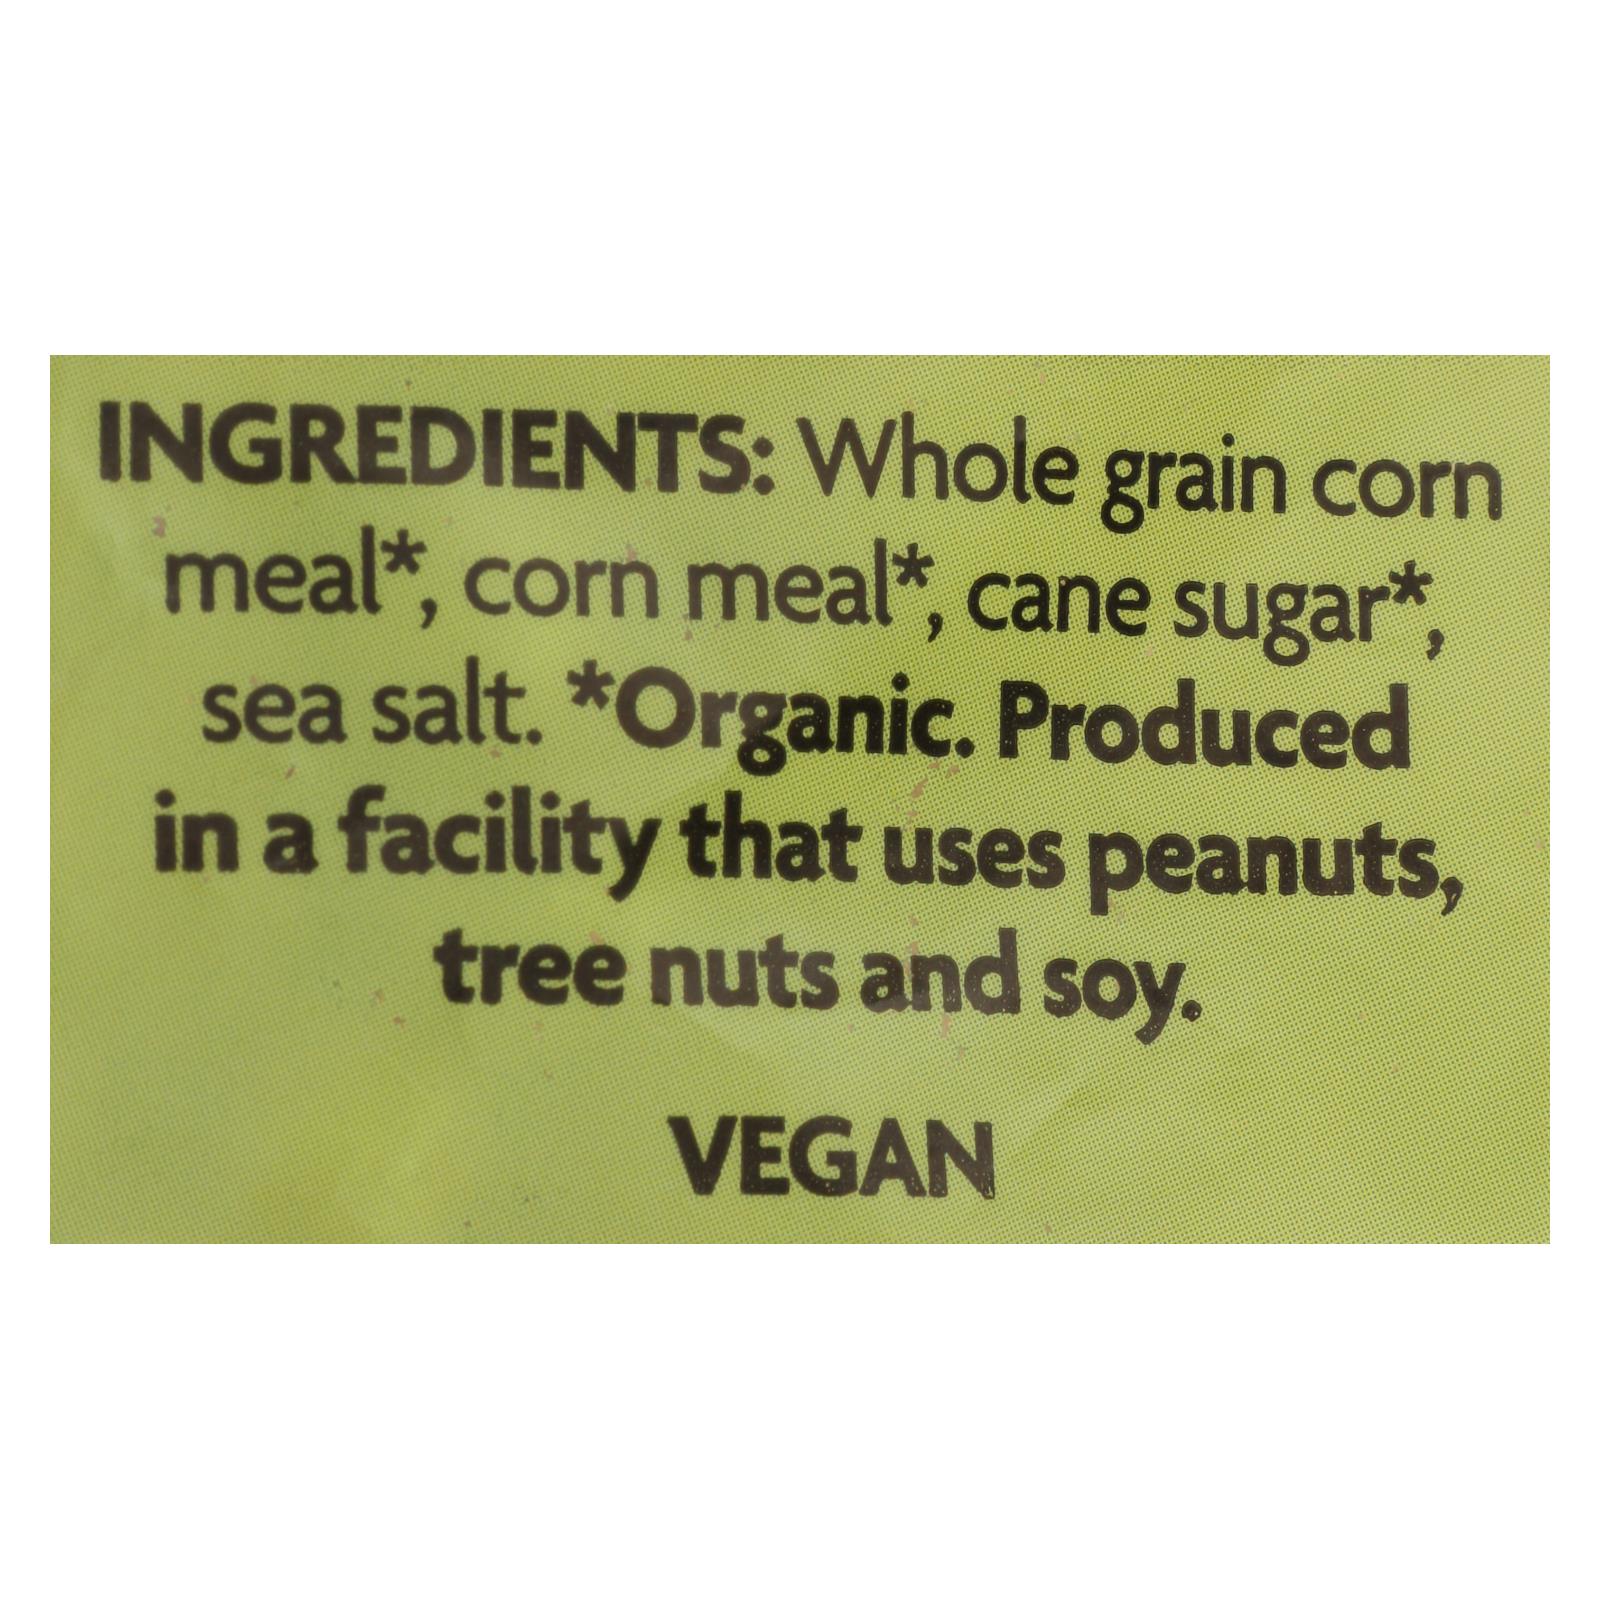 INGREDIENTS: Whole grain corn
meal*, corn meal*, cane sugar*,
sea salt. *Organic. Produced
in a facility that uses peanuts,
tree nuts and soy.
VEGAN